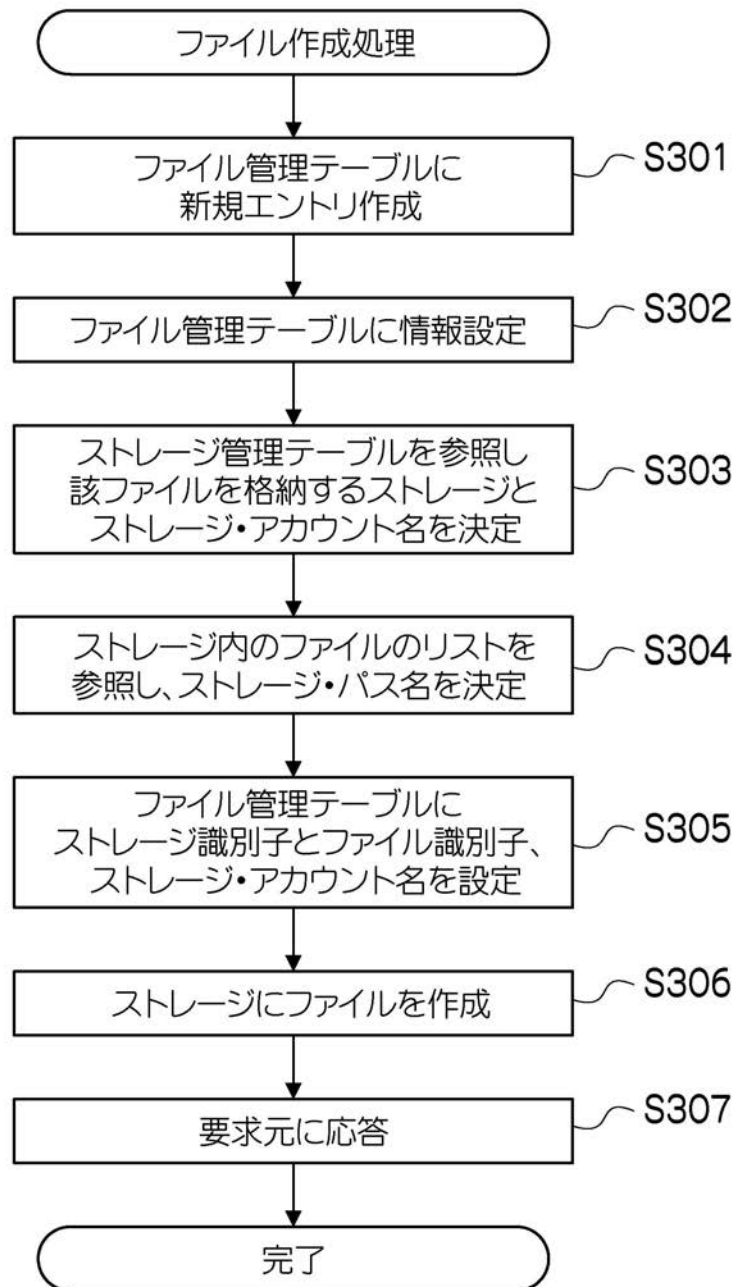 ファイル作成処理
ファイル管理テーブルに
新規エントリ作成
S301
ファイル管理テーブルに情報設定
S302
ストレージ管理テーブルを参照し
該ファイルを格納するストレージと
ストレージ・アカウント名を決定
S303
ストレージ内のファイルのリストを
参照し、ストレージ・パス名を決定
S304
ファイル管理テーブルに
ストレージ識別子とファイル識別子、
ストレージ・アカウント名を設定
S305
ストレージにファイルを作成
S306
要求元に応答
S307
完了